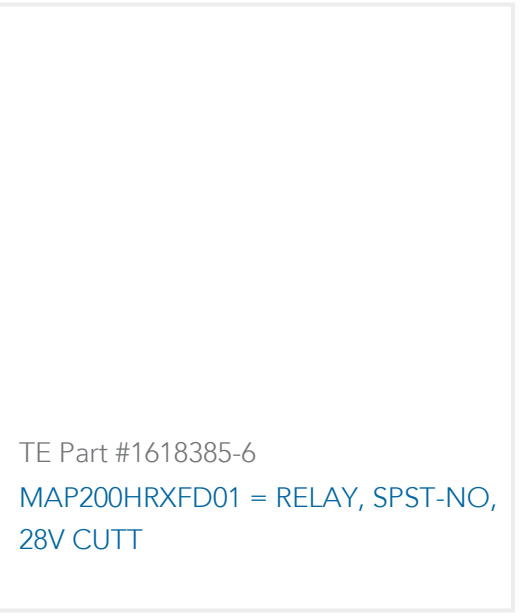 TE Part #1618385-6
MAP200HRXFD01 = RELAY, SPST-NO,
28V CUTT